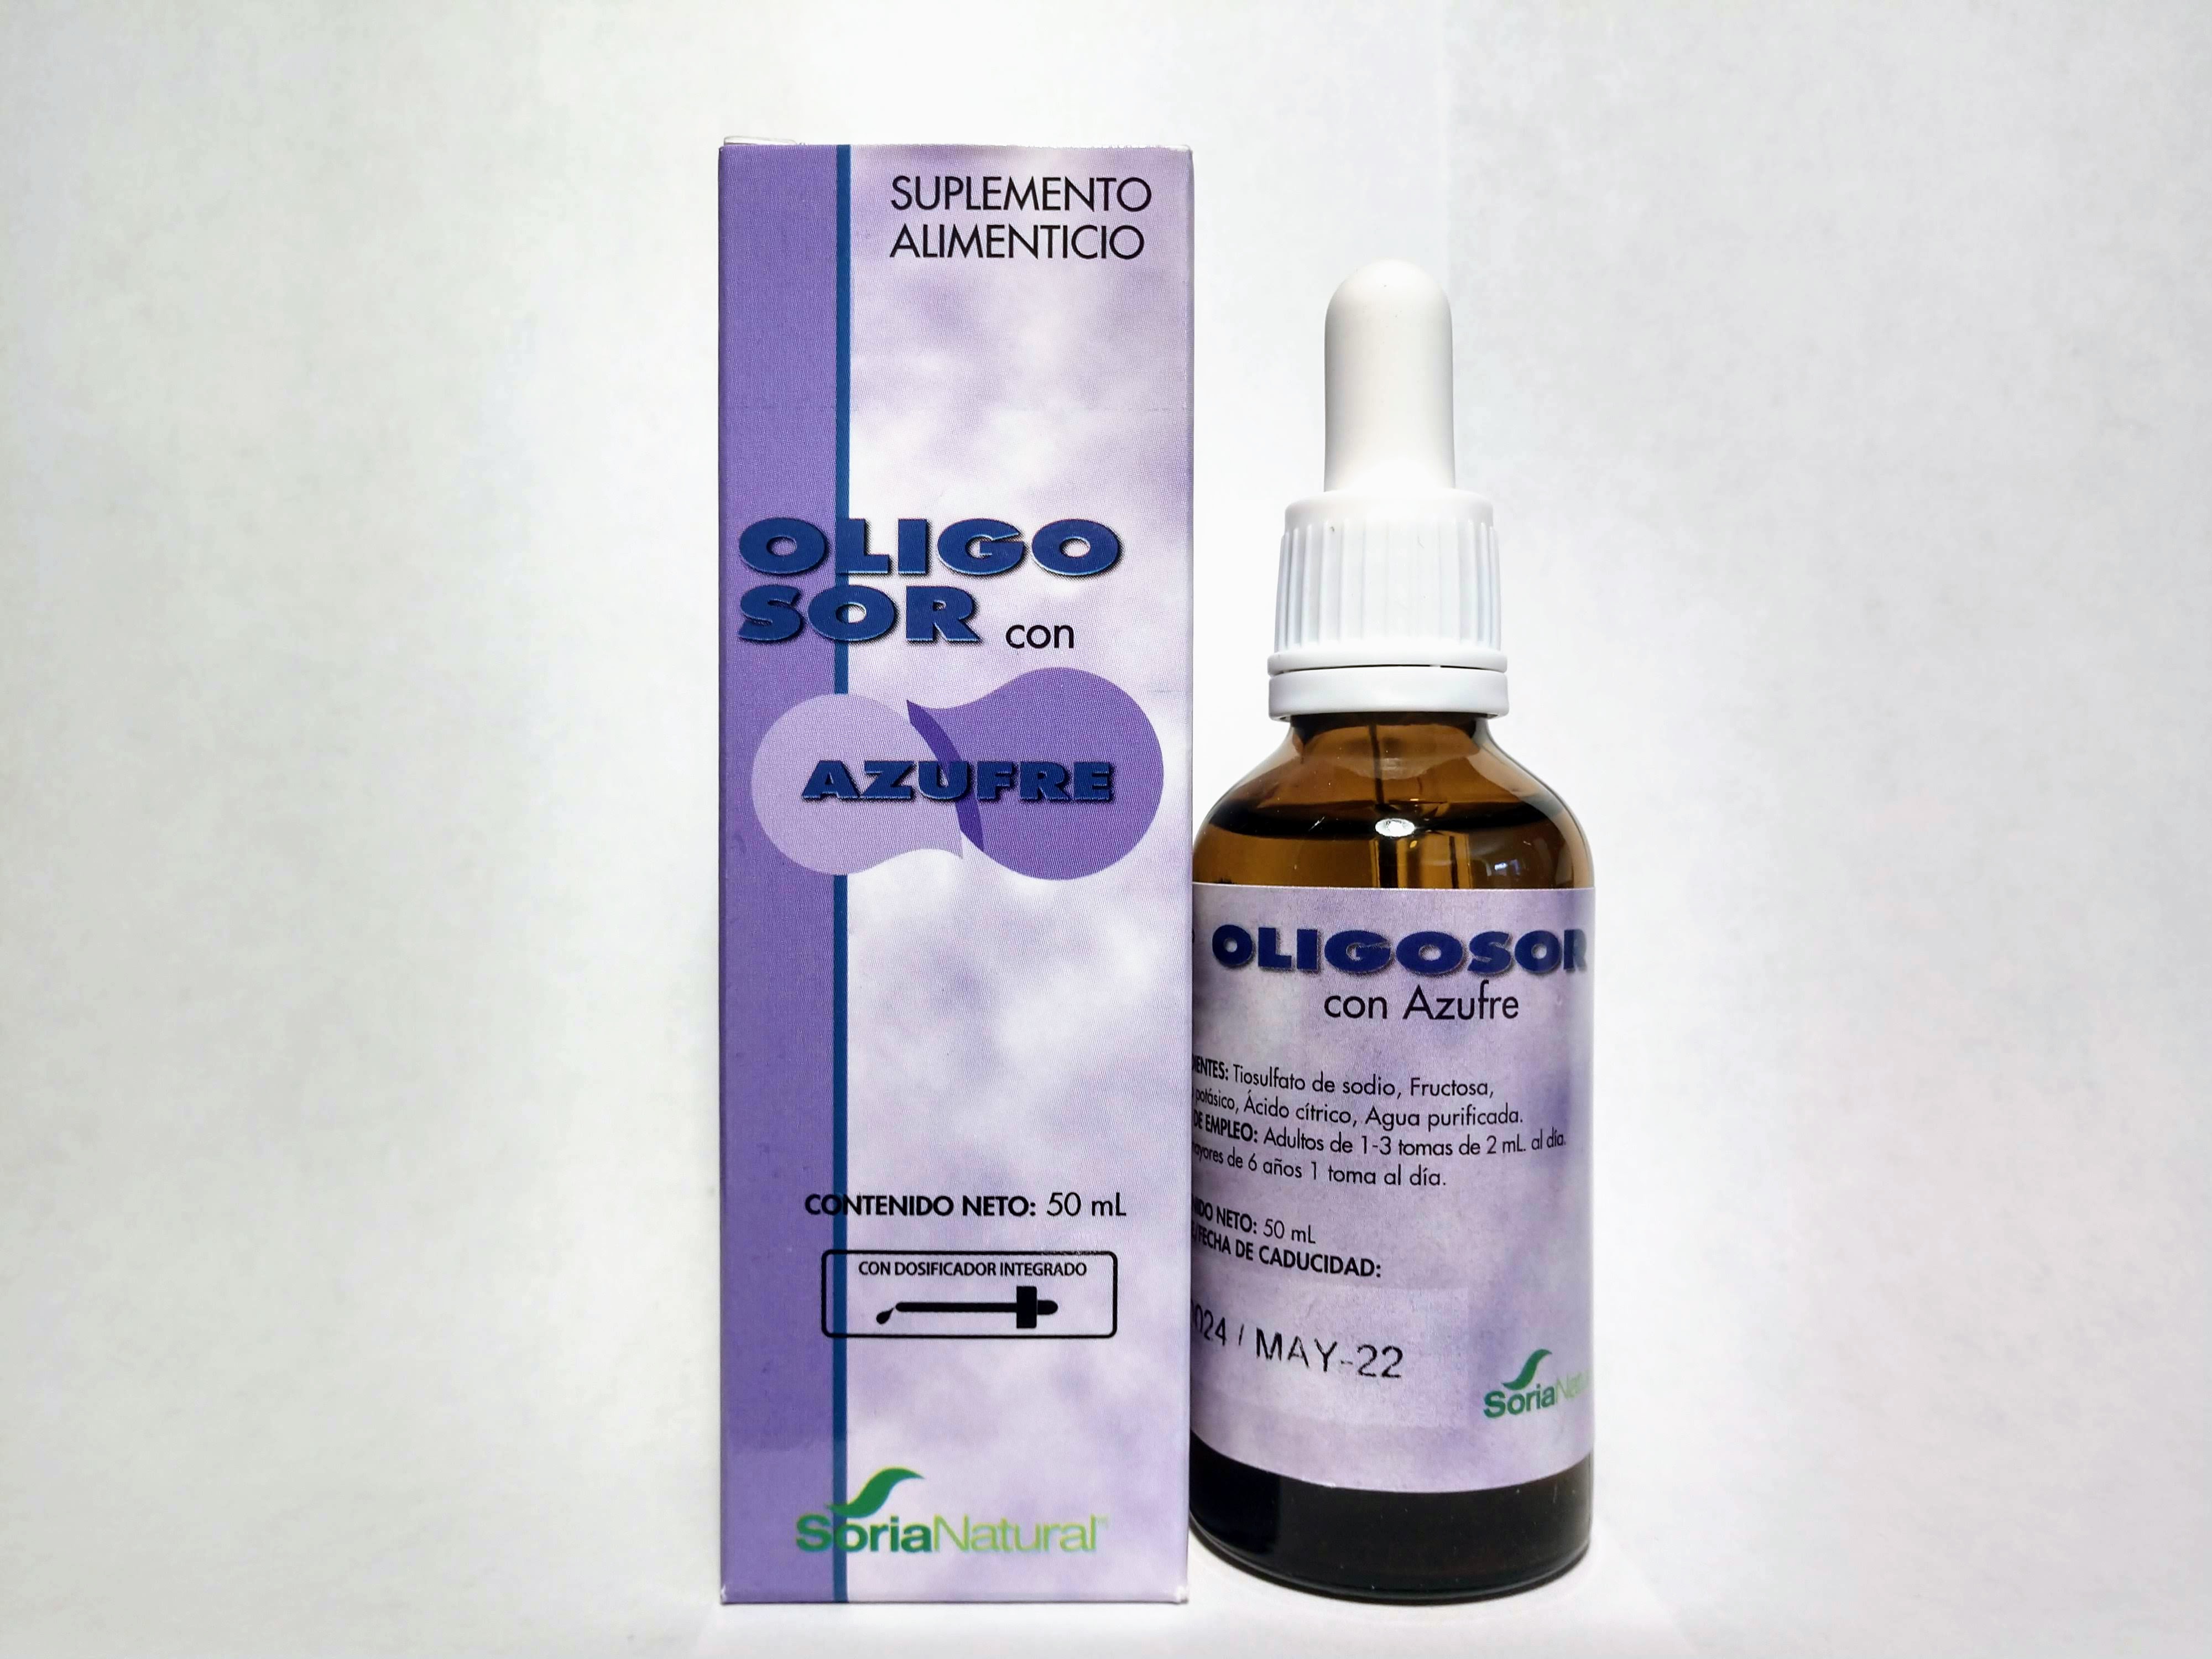 SUPLEMENTO
ALIMENTICIO
OLIGO
SOR con
AZUFRE
CONTENIDO NETO: 50 mL
CON DOSIFICADOR INTEGRADO
SoriaNatural
OLIGOSOR
con Azufre
Tiosulfato de sodio, Fructosa,
potásico, Ácido cítrico, Agua purificada.
DE EMPLEO: Adultos de 1-3 tomas de 2 mL al día.
de 6 años 1 toma al día.
NETO: 50 mL
FECHA DE CADUCIDAD:
/ MAY-22
Soria